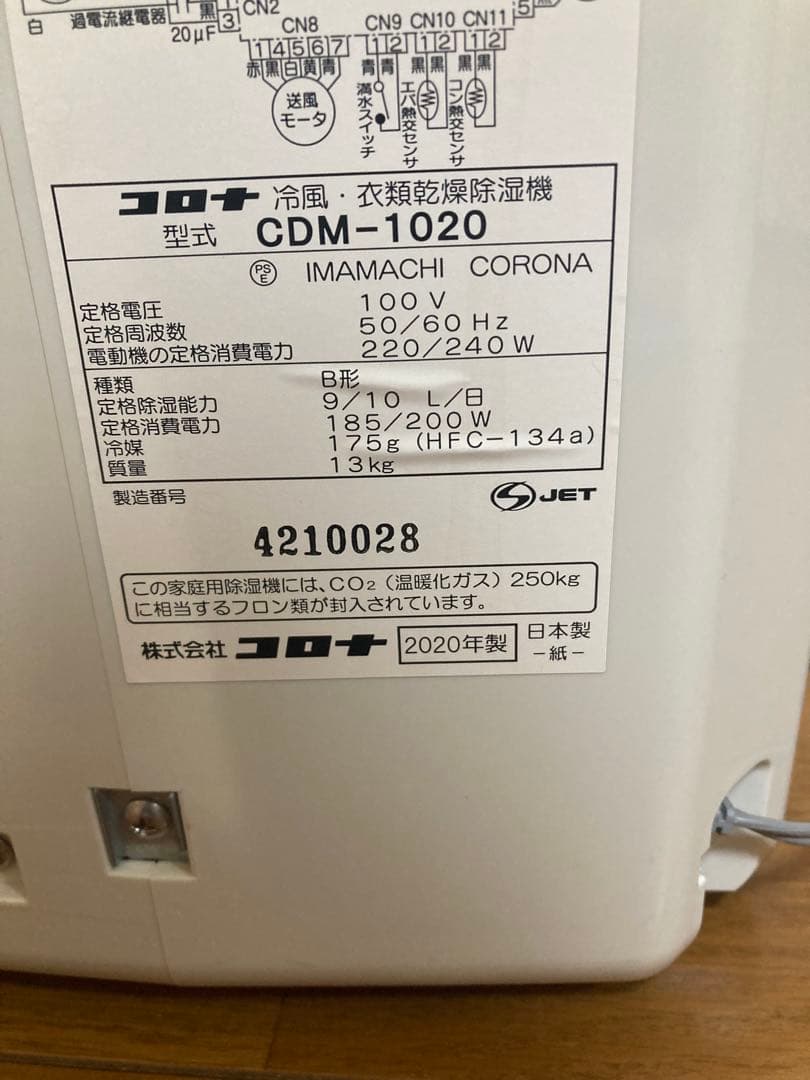 白 過電流継電器
黒
20μF
3
CN2
5
CN8
1 4 5 6 7
赤 黒 白 黄 青
送風
モータ
CN9 CN10 CN11
1 2 1 2 1 2
青 青 黒 黒 黒 黒
満水スイッチ
エバ熱交センサ
コン熱交センサ
コロナ 冷風・衣類乾燥除湿機
型式 CDM-1020
PSE IMAMACHI CORONA
定格電圧 100V
定格周波数 50/60Hz
電動機の定格消費電力 220/240W
種類 B形
定格除湿能力 9/10 L/日
定格消費電力 185/200W
冷媒 175g(HFC-134a)
質量 13kg
製造番号 JET
4210028
この家庭用除湿機には、CO₂(温暖化ガス)250kg
に相当するフロン類が封入されています。
株式会社 コロナ 2020年製 日本製
-紙-